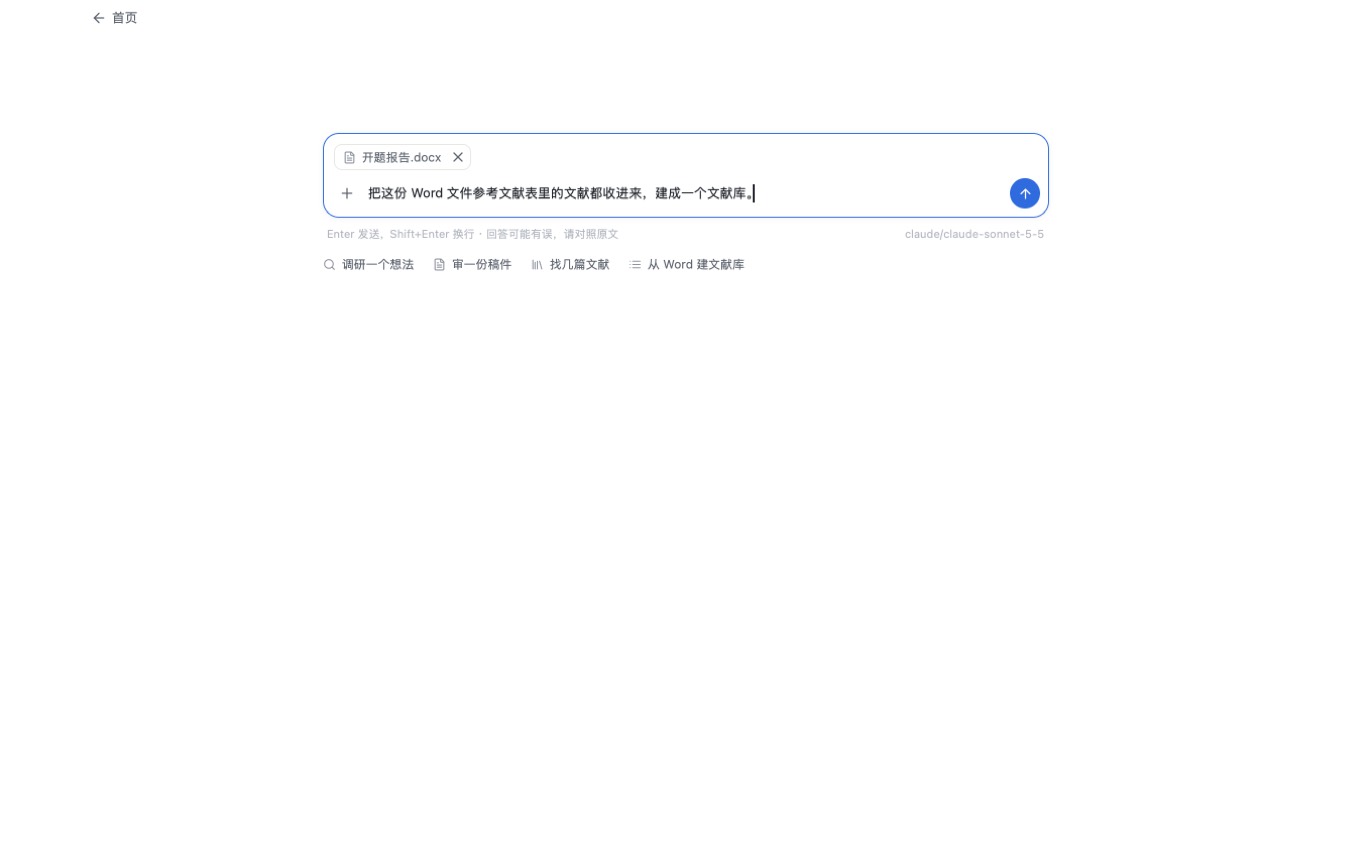 首页
开题报告.docx
把这份 Word 文件参考文献表里的文献都收进来，建成一个文献库。
Enter 发送，Shift+Enter 换行 · 回答可能有误，请对照原文
claude/claude-sonnet-5-5
调研一个想法 审一份稿件 找几篇文献 从 Word 建文献库